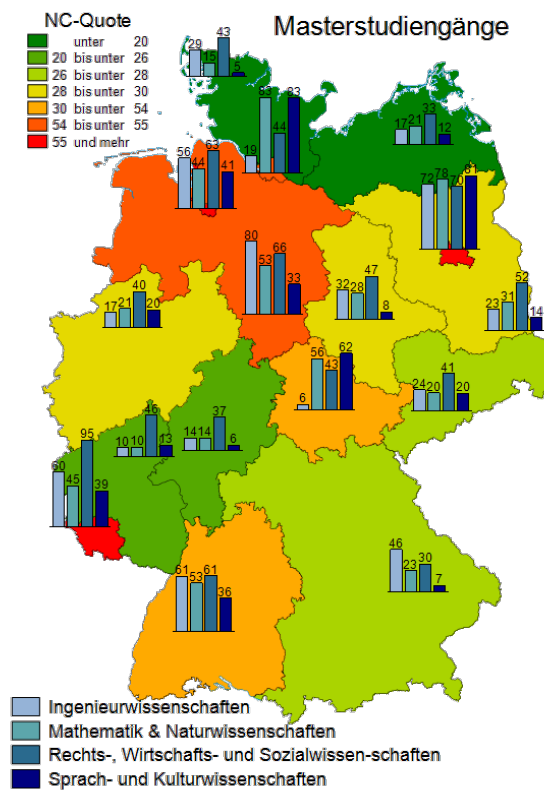 NC-Quote
Masterstudiengänge
unter 20
20 bis unter 26
26 bis unter 28
28 bis unter 30
30 bis unter 54
54 bis unter 55
55 und mehr
29 15 43 5
19 83 44 83
17 21 33 12
56 44 63 41
72 78 70 81
80 53 66 33
17 21 40 20
32 28 47 8
23 31 52 14
6 56 43 62
24 20 41 20
10 10 46 13
14 14 37 6
60 45 95 39
46 23 30 7
61 53 61 36
Ingenieurwissenschaften
Mathematik & Naturwissenschaften
Rechts-, Wirtschafts- und Sozialwissen-schaften
Sprach- und Kulturwissenschaften